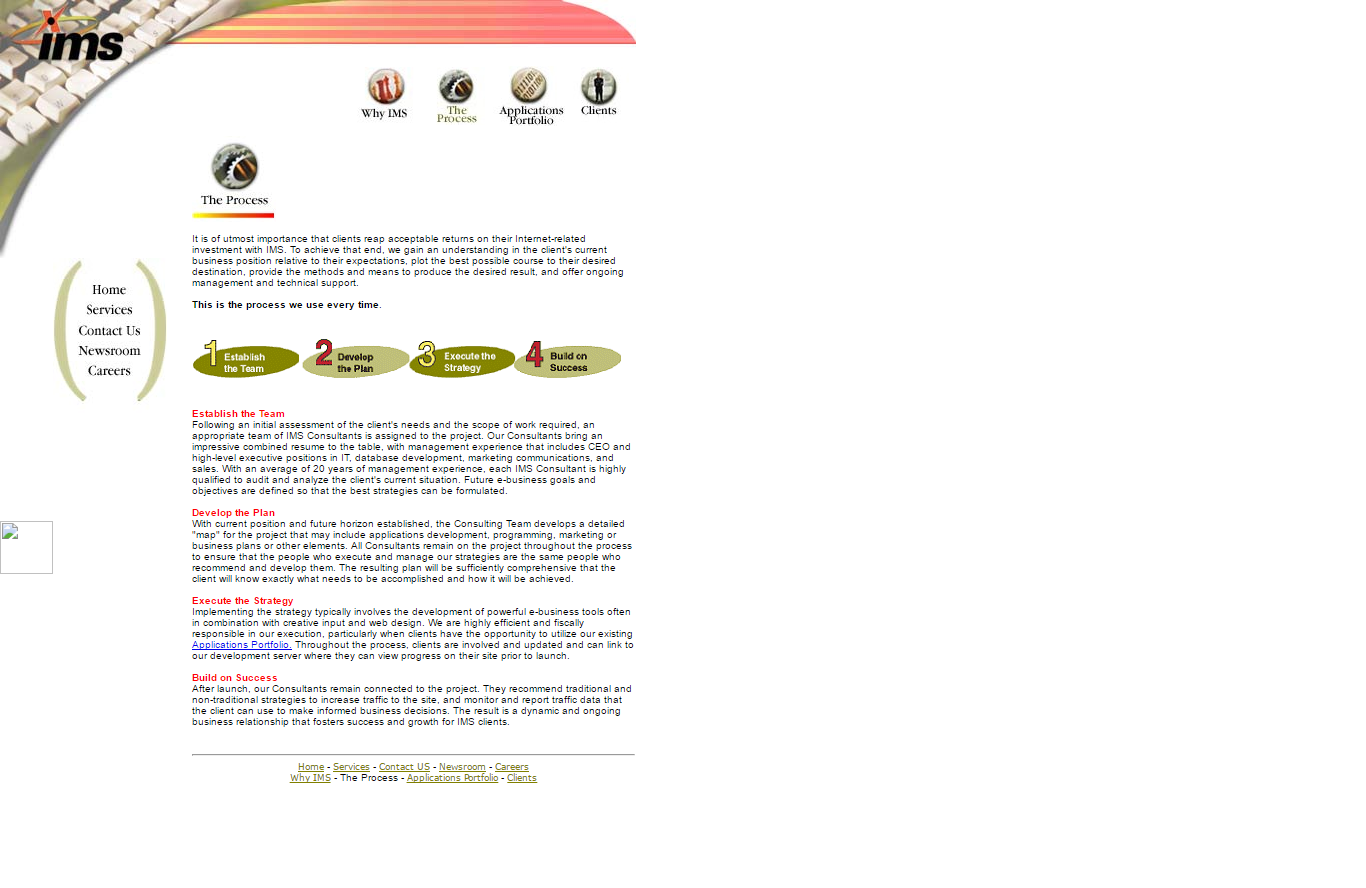 ims
Why IMS
The
Process
Applications
Portfolio
Clients
The Process
It is of utmost importance that clients reap acceptable returns on their Internet-related
investment with IMS. To achieve that end, we gain an understanding in the client's current
business position relative to their expectations, plot the best possible course to their desired
destination, provide the methods and means to produce the desired result, and offer ongoing
management and technical support.
This is the process we use every time.
Home
Services
Contact Us
Newsroom
Careers
1 Establish
the Team
2 Develop
the Plan
3 Execute the
Strategy
4 Build on
Success
Establish the Team
Following an initial assessment of the client's needs and the scope of work required, an
appropriate team of IMS Consultants is assigned to the project. Our Consultants bring an
impressive combined resume to the table, with management experience that includes CEO and
high-level executive positions in IT, database development, marketing communications, and
sales. With an average of 20 years of management experience, each IMS Consultant is highly
qualified to audit and analyze the client's current situation. Future e-business goals and
objectives are defined so that the best strategies can be formulated.
Develop the Plan
With current position and future horizon established, the Consulting Team develops a detailed
"map" for the project that may include applications development, programming, marketing or
business plans or other elements. All Consultants remain on the project throughout the process
to ensure that the people who execute and manage our strategies are the same people who
recommend and develop them. The resulting plan will be sufficiently comprehensive that the
client will know exactly what needs to be accomplished and how it will be achieved.
Execute the Strategy
Implementing the strategy typically involves the development of powerful e-business tools often
in combination with creative input and web design. We are highly efficient and fiscally
responsible in our execution, particularly when clients have the opportunity to utilize our existing
Applications Portfolio. Throughout the process, clients are involved and updated and can link to
our development server where they can view progress on their site prior to launch.
Build on Success
After launch, our Consultants remain connected to the project. They recommend traditional and
non-traditional strategies to increase traffic to the site, and monitor and report traffic data that
the client can use to make informed business decisions. The result is a dynamic and ongoing
business relationship that fosters success and growth for IMS clients.
Home - Services - Contact US - Newsroom - Careers
Why IMS - The Process - Applications Portfolio - Clients